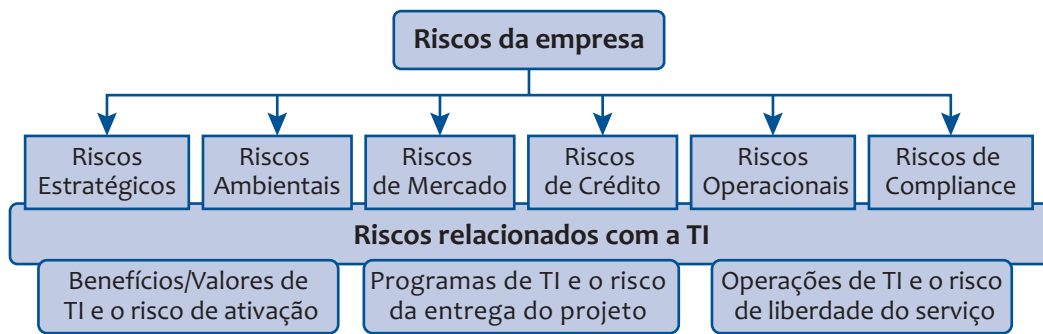 Riscos da empresa
Riscos
Estratégicos
Riscos
Ambientais
Riscos
de Mercado
Riscos
de Crédito
Riscos
Operacionais
Riscos de
Compliance
Riscos relacionados com a TI
Benefícios/Valores de
TI e o risco de ativação
Programas de TI e o risco
da entrega do projeto
Operações de TI e o risco
de liberdade do serviço